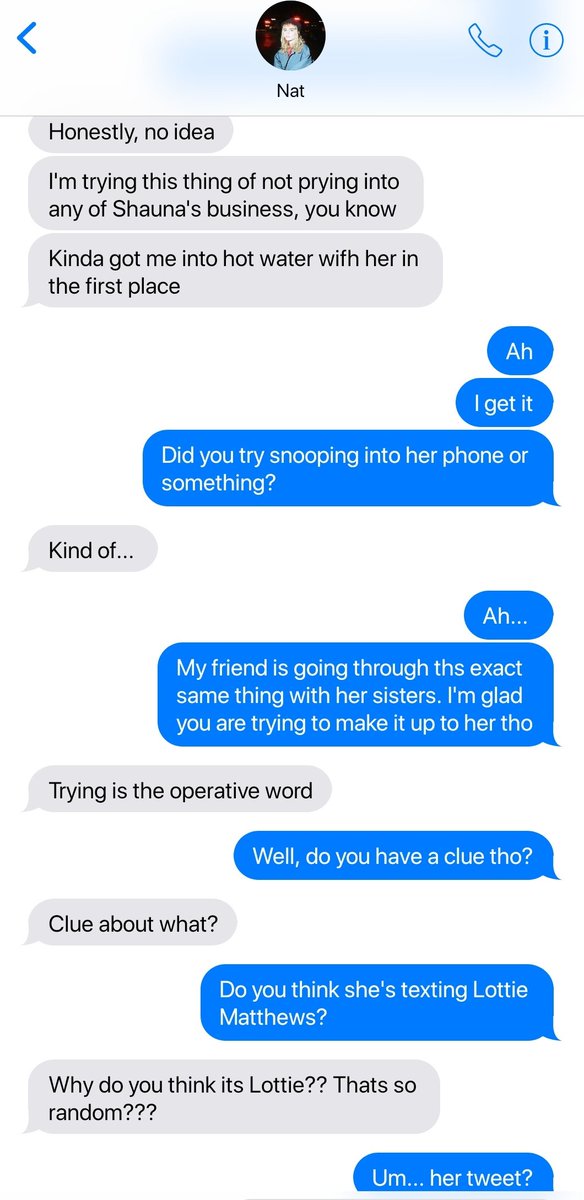 Nat
Honestly, no idea
I'm trying this thing of not prying into
any of Shauna's business, you know
Kinda got me into hot water wifh her in
the first place
Ah
I get it
Did you try snooping into her phone or
something?
Kind of...
Ah...
My friend is going through ths exact
same thing with her sisters. I'm glad
you are trying to make it up to her tho
Trying is the operative word
Well, do you have a clue tho?
Clue about what?
Do you think she's texting Lottie
Matthews?
Why do you think its Lottie?? Thats so
random???
Um... her tweet?